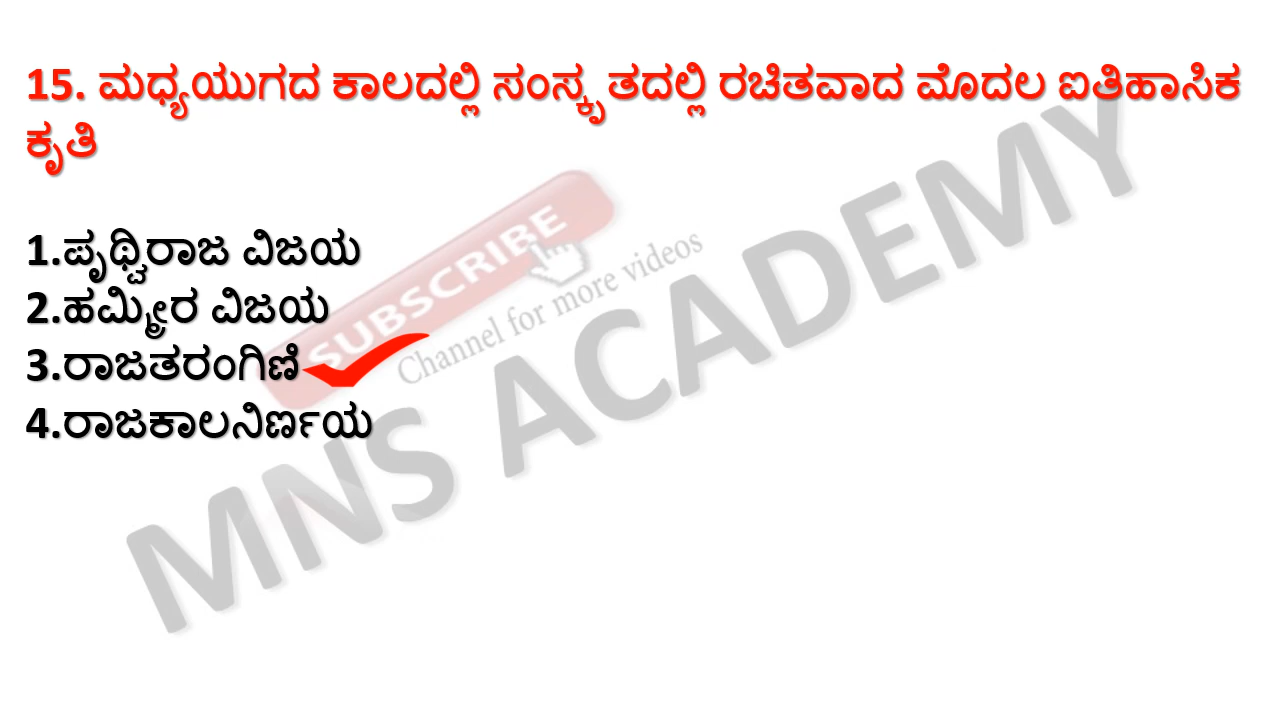 15. ಮಧ್ಯಯುಗದ ಕಾಲದಲ್ಲಿ ಸಂಸ್ಕೃತದಲ್ಲಿ ರಚಿತವಾದ ಮೊದಲ ಐತಿಹಾಸಿಕ
ಕೃತಿ
1.ಪೃಥ್ವಿರಾಜ ವಿಜಯ
2.ಹಮ್ಮೀರ ವಿಜಯ
3.ರಾಜತರಂಗಿಣಿ
4.ರಾಜಕಾಲನಿರ್ಣಯ
SUBSCRIBE
Channel for more videos
MNS ACADEMY